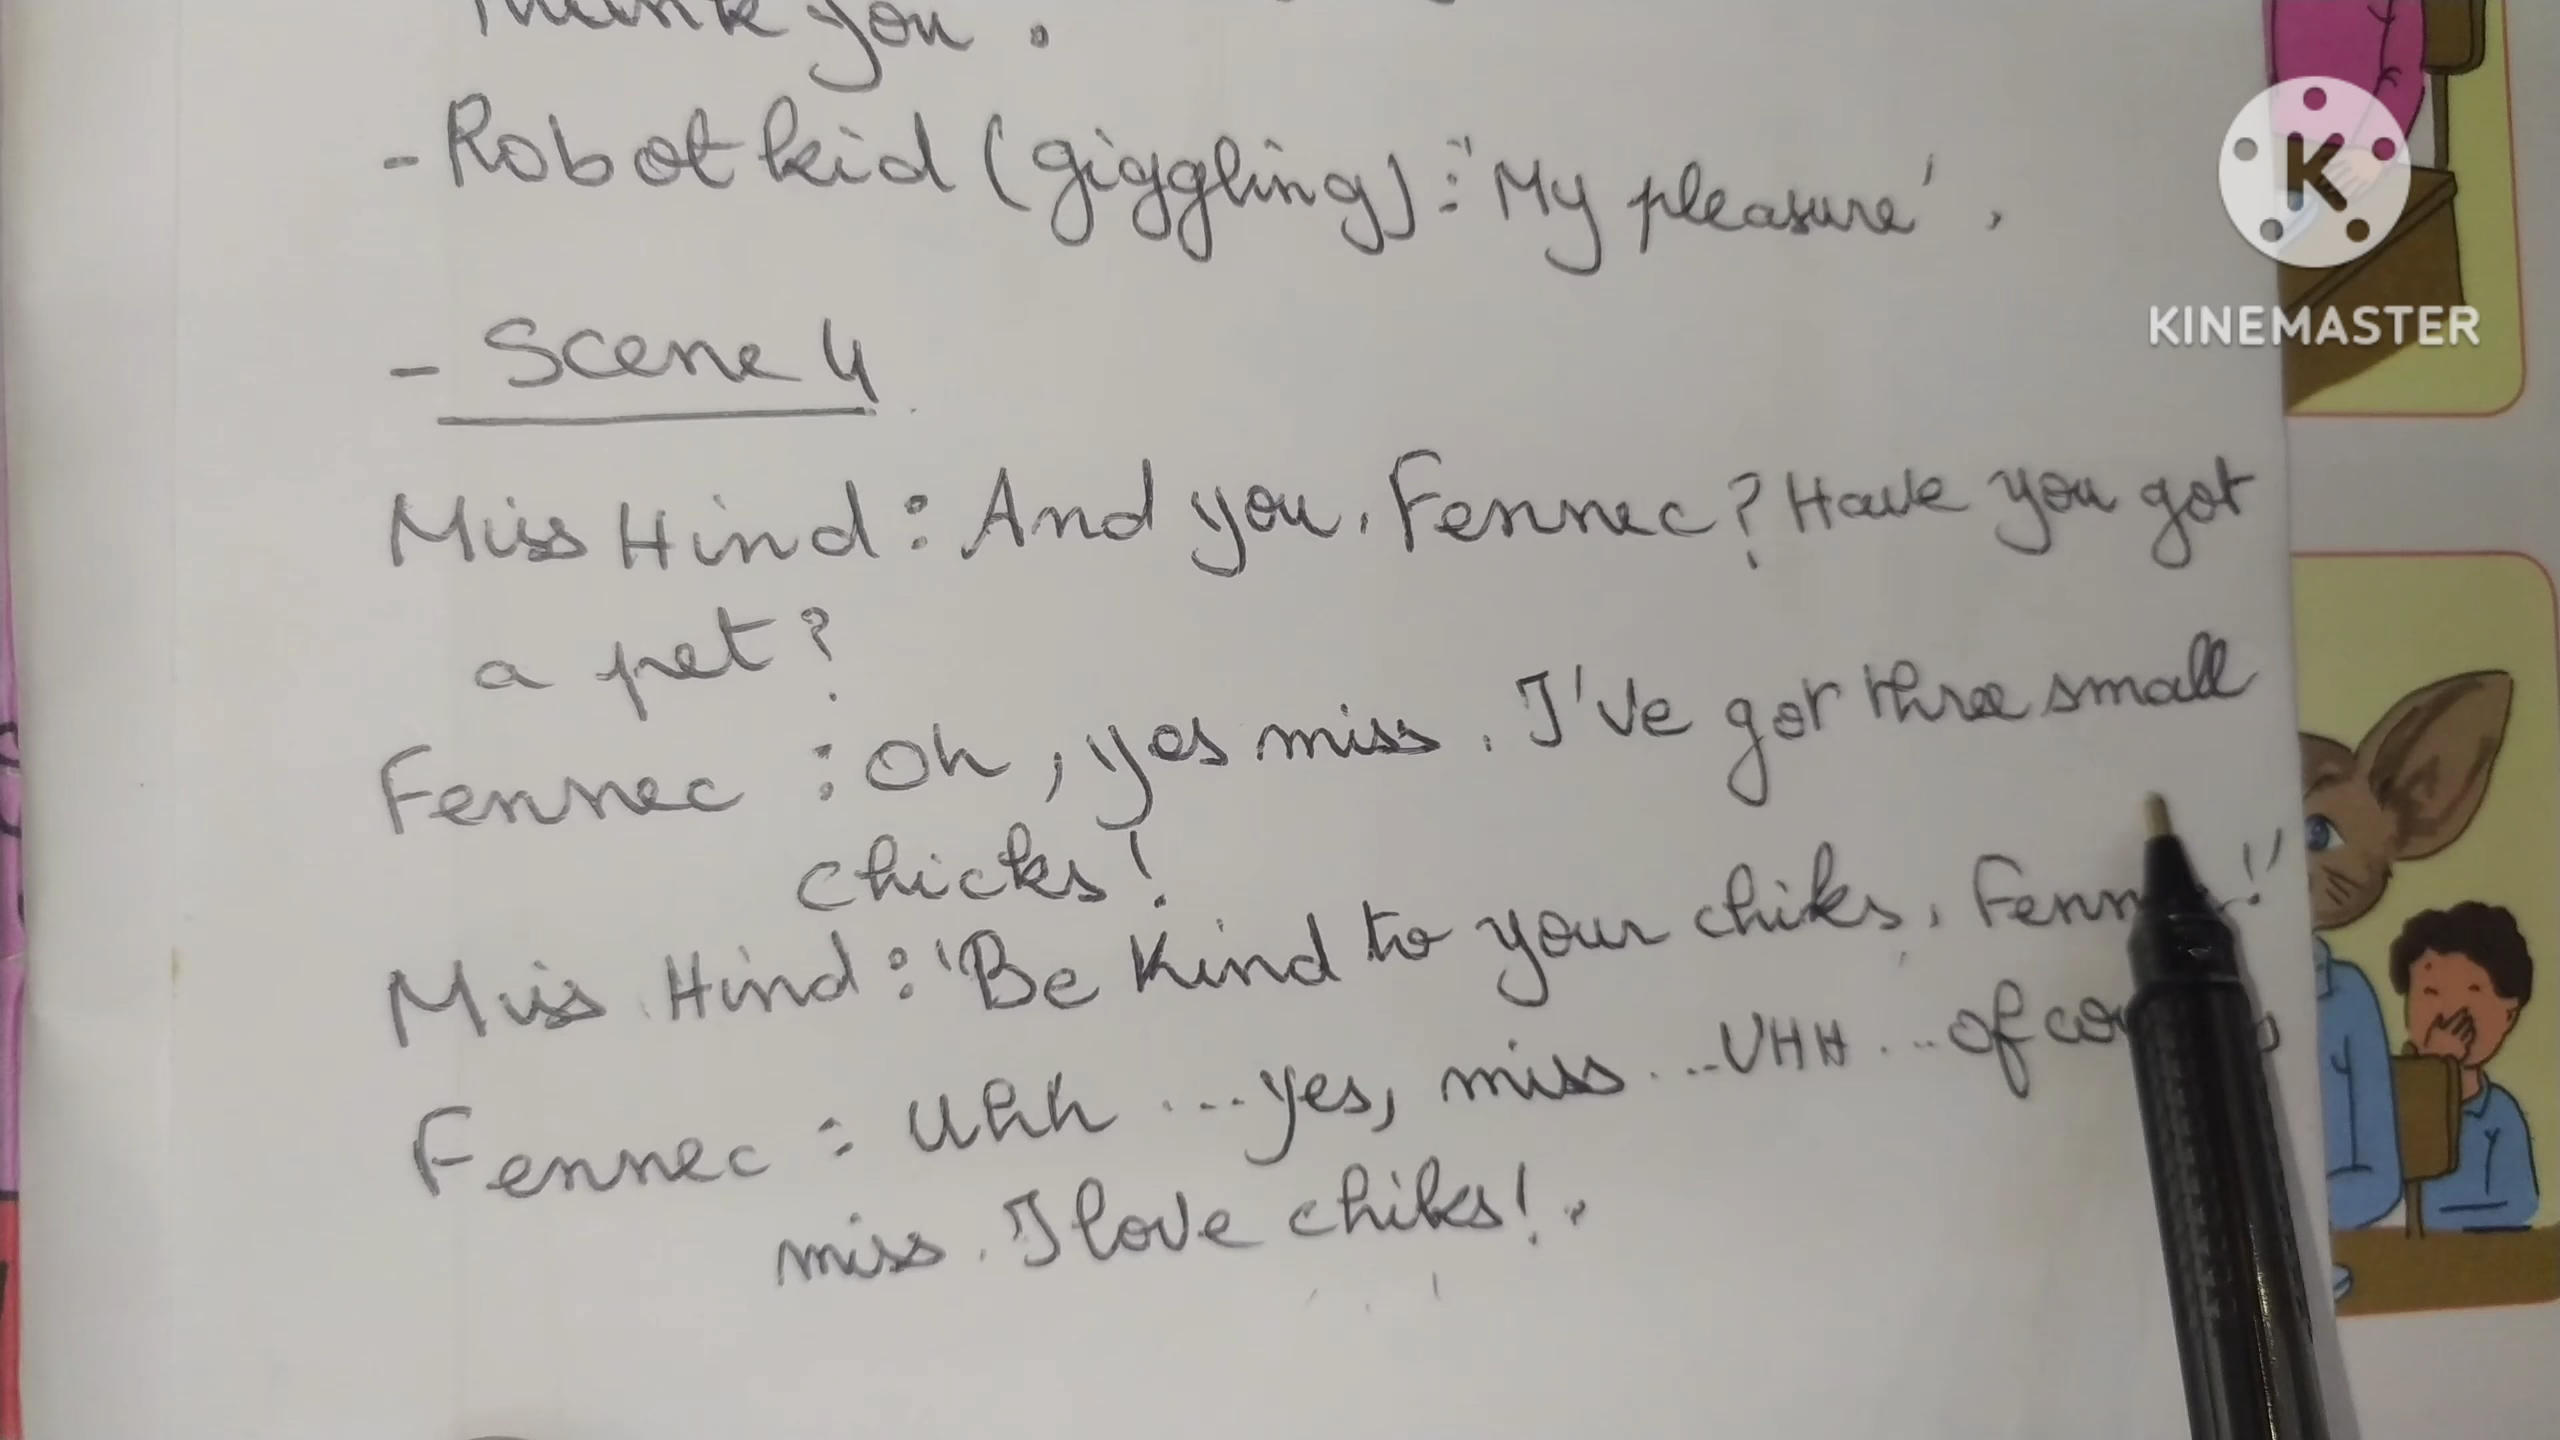 Thank you .
- Robot kid (giggling) : "My pleasure' .
KINEMASTER
- Scene 4
Miss Hind : And you, Fennec ? Have you got
a pet ?
Fennec : Oh , yes miss . I've got three small
chicks !
Miss Hind : 'Be kind to your chiks , !'
Fennec : Uhh ... yes, miss ... UHH ... of
miss . I love chiks ! .